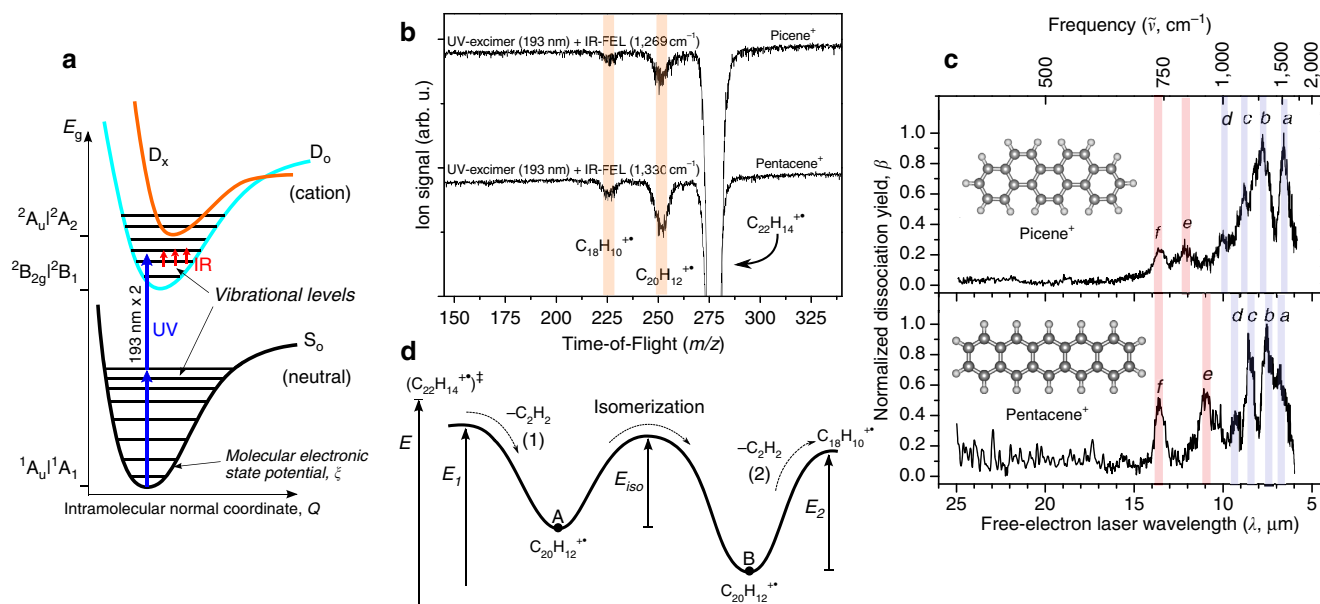 a
E_g
D_x
D_o
(cation)
²A_u|²A₂
²B_2g|²B₁
IR
Vibrational levels
193 nm x 2
UV
S_o
(neutral)
¹A_u|¹A₁
Molecular electronic
state potential, ξ
Intramolecular normal coordinate, Q
b
UV-excimer (193 nm) + IR-FEL (1,269 cm⁻¹)
Picene⁺
UV-excimer (193 nm) + IR-FEL (1,330 cm⁻¹)
Pentacene⁺
C₁₈H₁₀⁺•
C₂₀H₁₂⁺•
C₂₂H₁₄⁺•
Ion signal (arb. u.)
150 175 200 225 250 275 300 325
Time-of-Flight (m/z)
c
Frequency (ṽ, cm⁻¹)
500 750 1,000 1,500 2,000
d c b a
1.0
0.8
0.6
0.4
0.2
0.0
f e
Picene⁺
d c b a
1.0
0.8
0.6
0.4
0.2
0.0
f e
Pentacene⁺
Normalized dissociation yield, β
25 20 15 10 5
Free-electron laser wavelength (λ, μm)
d
(C₂₂H₁₄⁺•)‡
–C₂H₂
(1)
Isomerization
–C₂H₂
(2)
C₁₈H₁₀⁺•
E
E₁
E_iso
E₂
A
C₂₀H₁₂⁺•
B
C₂₀H₁₂⁺•